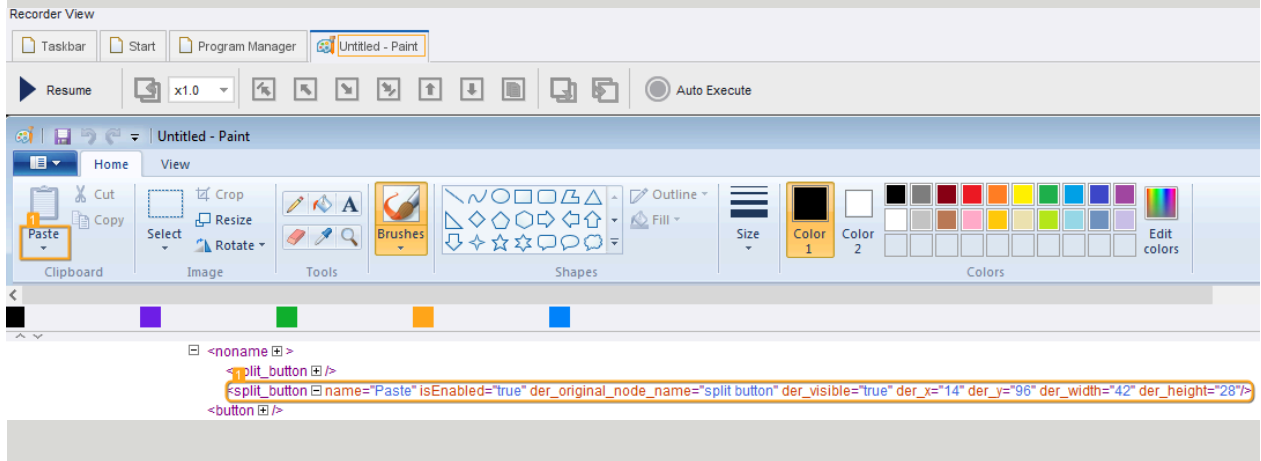 Recorder View
Taskbar Start Program Manager Untitled - Paint
Resume x1.0 Auto Execute
Untitled - Paint
Home View
Cut Crop A Outline
Copy Resize Fill
1
Paste Select Rotate Brushes Size Color 1 Color 2 Edit colors
Clipboard Image Tools Shapes Colors
<noname >
<split_button />
1
<split_button name="Paste" isEnabled="true" der_original_node_name="split button" der_visible="true" der_x="14" der_y="96" der_width="42" der_height="28"/>
<button />